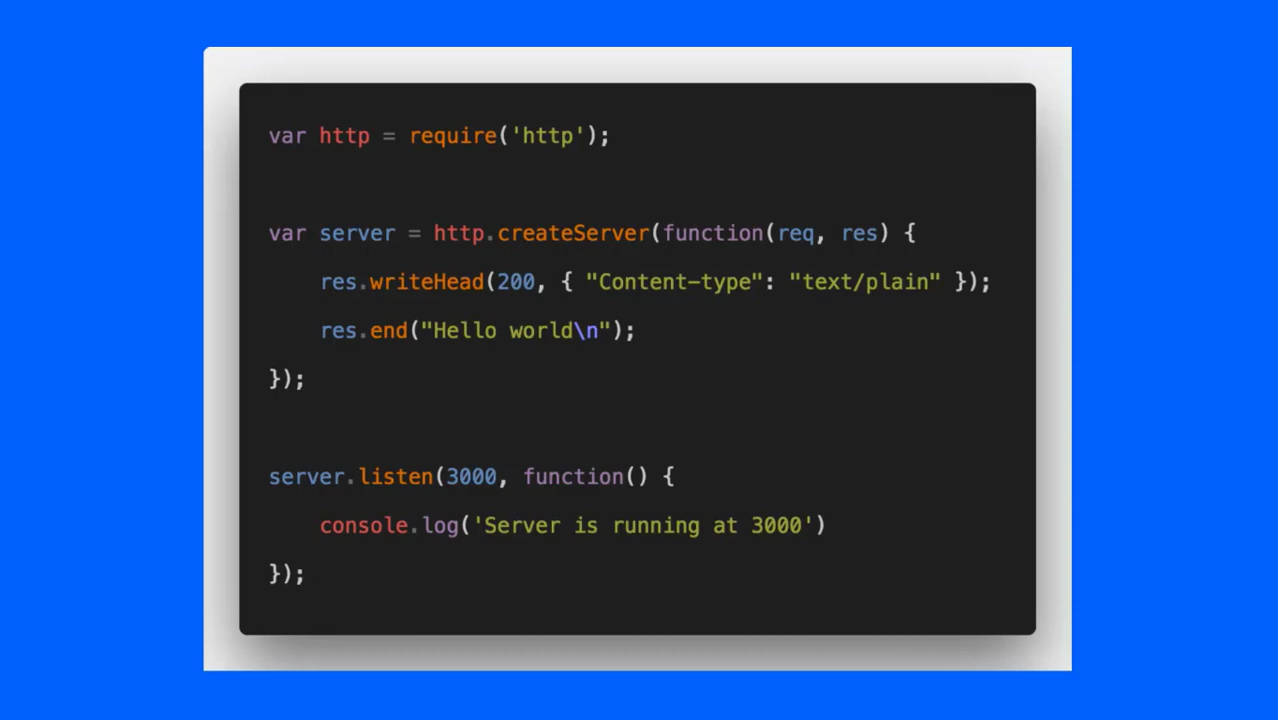 var http = require('http');
var server = http.createServer(function(req, res) {
    res.writeHead(200, { "Content-type": "text/plain" });
    res.end("Hello world\n");
});
server.listen(3000, function() {
    console.log('Server is running at 3000')
});